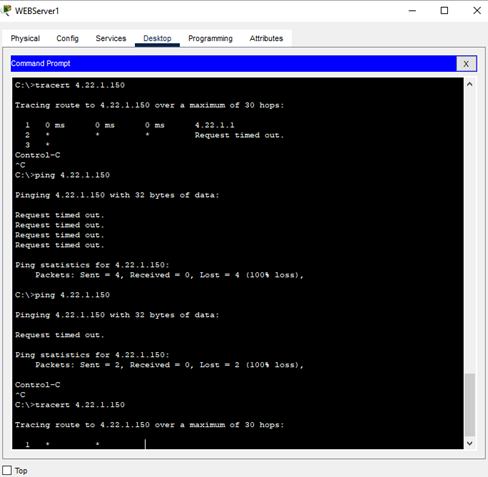 WEBServer1
Physical Config Services Desktop Programming Attributes
Command Prompt X
C:\>tracert 4.22.1.150
Tracing route to 4.22.1.150 over a maximum of 30 hops:
1 0 ms 0 ms 0 ms 4.22.1.1
2 * * * Request timed out.
3 *
Control-C
^C
C:\>ping 4.22.1.150
Pinging 4.22.1.150 with 32 bytes of data:
Request timed out.
Request timed out.
Request timed out.
Request timed out.
Ping statistics for 4.22.1.150:
Packets: Sent = 4, Received = 0, Lost = 4 (100% loss),
C:\>ping 4.22.1.150
Pinging 4.22.1.150 with 32 bytes of data:
Request timed out.
Ping statistics for 4.22.1.150:
Packets: Sent = 2, Received = 0, Lost = 2 (100% loss),
Control-C
^C
C:\>tracert 4.22.1.150
Tracing route to 4.22.1.150 over a maximum of 30 hops:
1 * *
Top